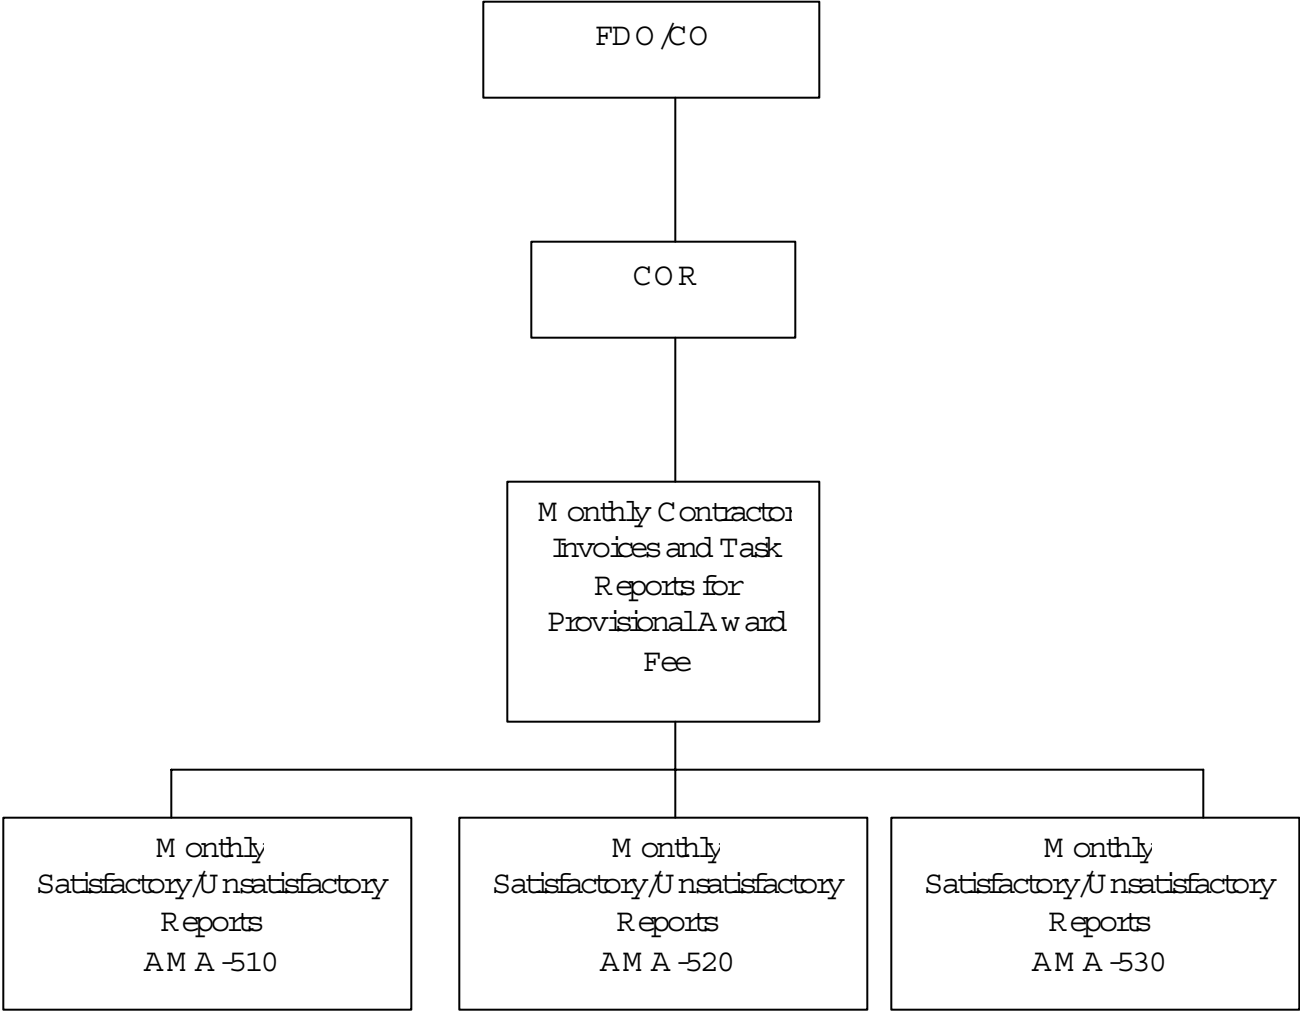 FDO/CO
COR
Monthly Contractor
Invoices and Task
Reports for
Provisional Award
Fee
Monthly
Satisfactory/Unsatisfactory
Reports
AMA-510
Monthly
Satisfactory/Unsatisfactory
Reports
AMA-520
Monthly
Satisfactory/Unsatisfactory
Reports
AMA-530